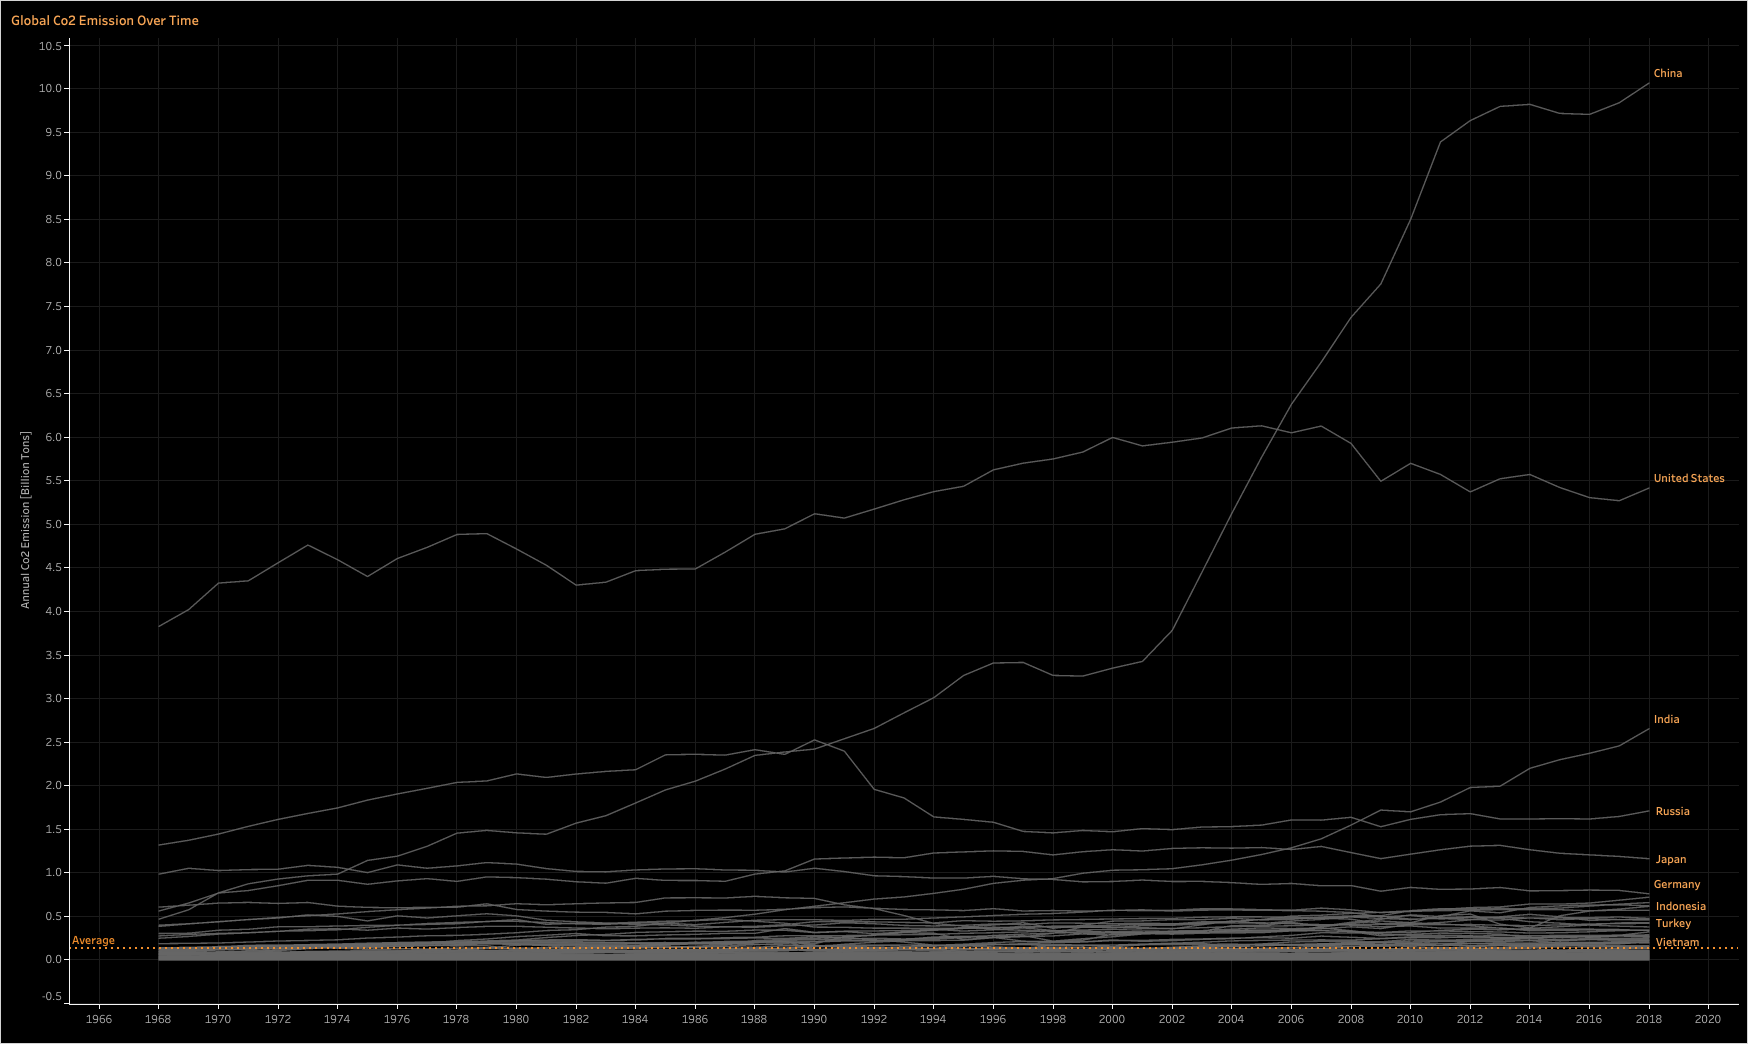 Global Co2 Emission Over Time
Annual Co2 Emission [Billion Tons]
10.5
10.0
9.5
9.0
8.5
8.0
7.5
7.0
6.5
6.0
5.5
5.0
4.5
4.0
3.5
3.0
2.5
2.0
1.5
1.0
0.5
0.0
-0.5
China
United States
India
Russia
Japan
Germany
Indonesia
Turkey
Average
Vietnam
1966 1968 1970 1972 1974 1976 1978 1980 1982 1984 1986 1988 1990 1992 1994 1996 1998 2000 2002 2004 2006 2008 2010 2012 2014 2016 2018 2020